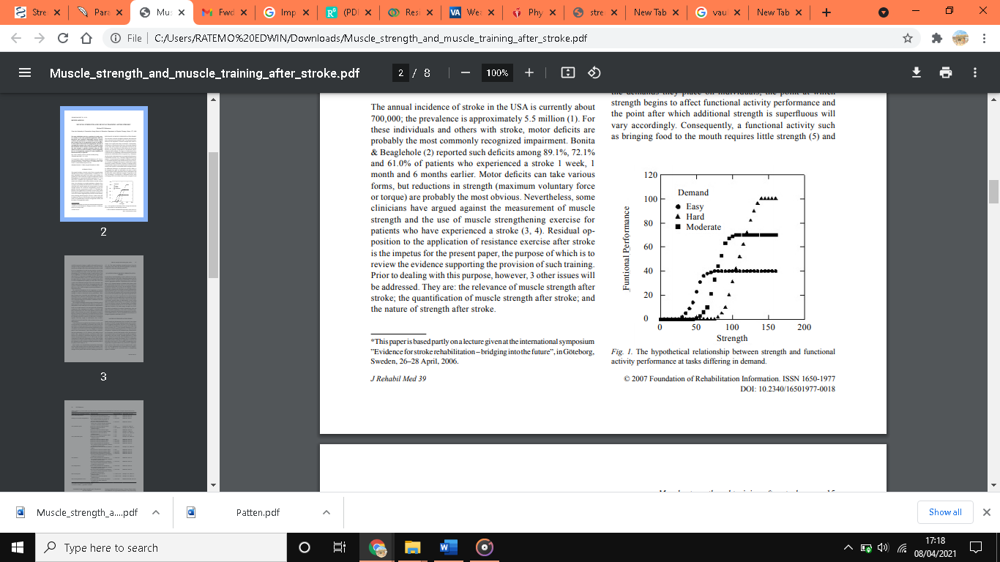 Stre
Para
Mus
Fwd
Imp
(PD
Resi
Wea
Phy
stre
New Tab
vau
New Tab
File
C:/Users/RATEMO%20EDWIN/Downloads/Muscle_strength_and_muscle_training_after_stroke.pdf
Muscle_strength_and_muscle_training_after_stroke.pdf
2 / 8
100%
2
3
The annual incidence of stroke in the USA is currently about
700,000; the prevalence is approximately 5.5 million (1). For
these individuals and others with stroke, motor deficits are
probably the most commonly recognized impairment. Bonita
& Beaglehole (2) reported such deficits among 89.1%, 72.1%
and 61.0% of patients who experienced a stroke 1 week, 1
month and 6 months earlier. Motor deficits can take various
forms, but reductions in strength (maximum voluntary force
or torque) are probably the most obvious. Nevertheless, some
clinicians have argued against the measurement of muscle
strength and the use of muscle strengthening exercise for
patients who have experienced a stroke (3, 4). Residual op-
position to the application of resistance exercise after stroke
is the impetus for the present paper, the purpose of which is to
review the evidence supporting the provision of such training.
Prior to dealing with this purpose, however, 3 other issues will
be addressed. They are: the relevance of muscle strength after
stroke; the quantification of muscle strength after stroke; and
the nature of strength after stroke.
*This paper is based partly on a lecture given at the international symposium
"Evidence for stroke rehabilitation – bridging into the future", in Göteborg,
Sweden, 26–28 April, 2006.
J Rehabil Med 39
the demands they place on individuals, the point at which
strength begins to affect functional activity performance and
the point after which additional strength is superfluous will
vary accordingly. Consequently, a functional activity such
as bringing food to the mouth requires little strength (5) and
120
100
80
60
40
20
0
Funtional Performance
Demand
Easy
Hard
Moderate
0 50 100 150 200
Strength
Fig. 1. The hypothetical relationship between strength and functional
activity performance at tasks differing in demand.
© 2007 Foundation of Rehabilitation Information. ISSN 1650-1977
DOI: 10.2340/16501977-0018
Muscle_strength_a....pdf
Patten.pdf
Show all
Type here to search
17:18
08/04/2021